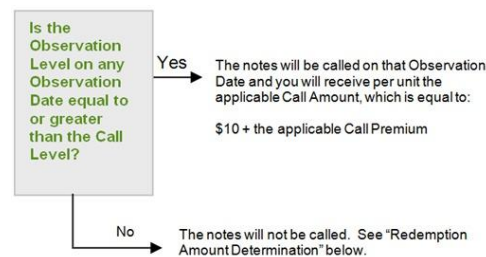 Is the
Observation
Level on any
Observation
Date equal to
or greater
than the Call
Level?
Yes
The notes will be called on that Observation
Date and you will receive per unit the
applicable Call Amount, which is equal to:
$10 + the applicable Call Premium
No
The notes will not be called. See “Redemption
Amount Determination” below.